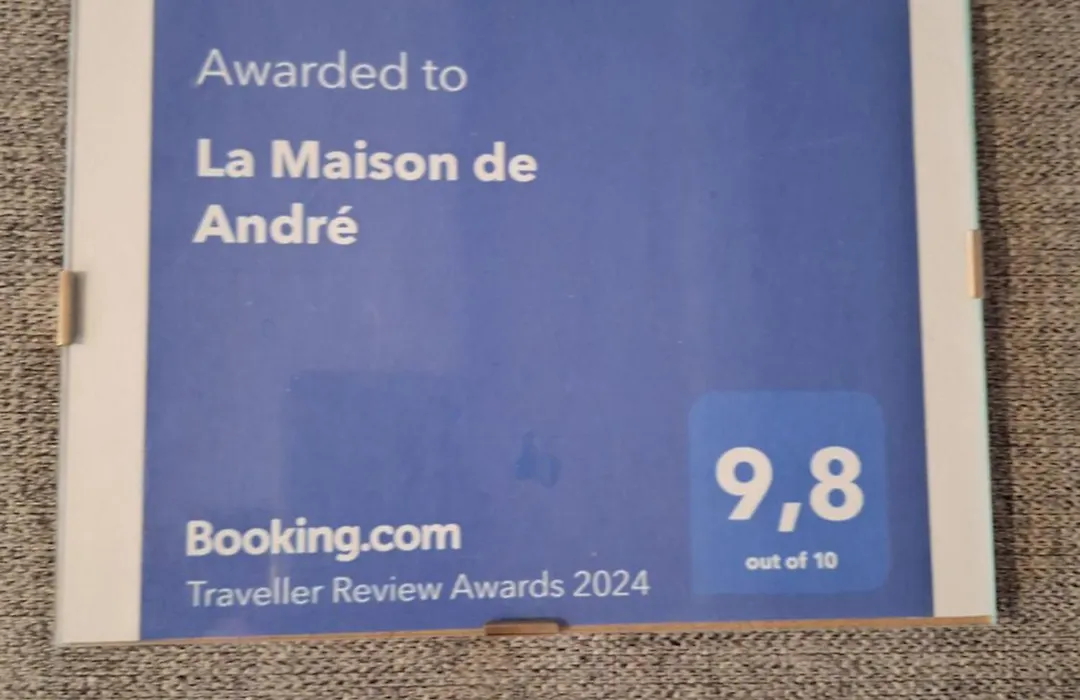 Awarded to
La Maison de
André
9,8
out of 10
Booking.com
Traveller Review Awards 2024